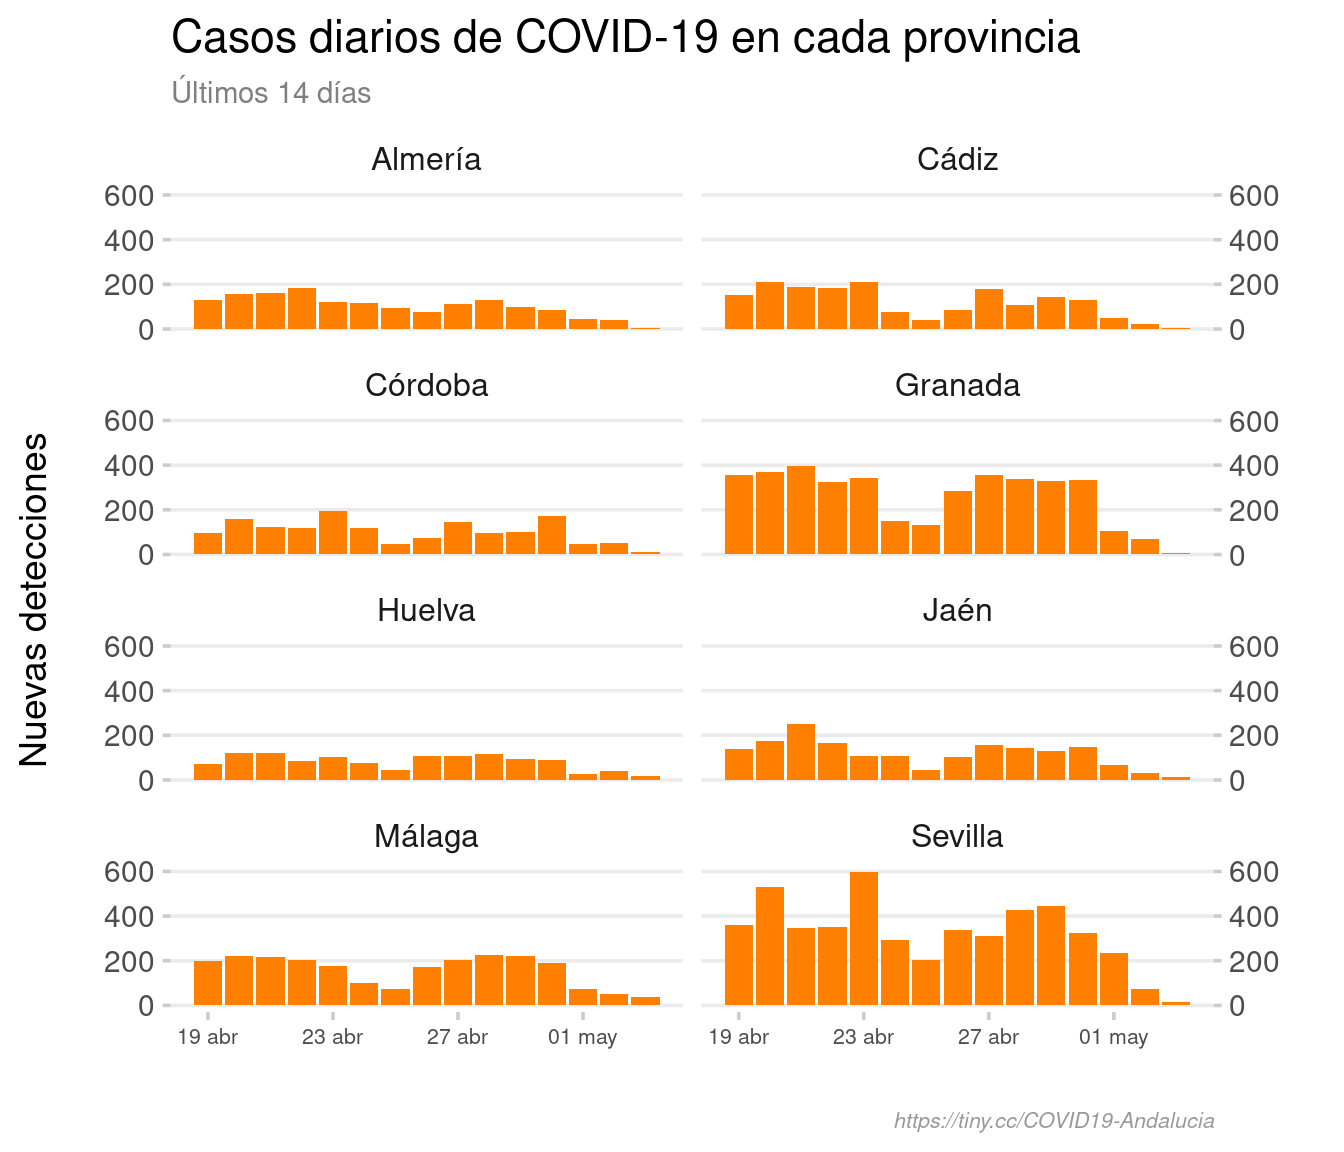 Casos diarios de COVID-19 en cada provincia
Últimos 14 días
Almería
Cádiz
600
400
200
0
600
400
200
0
Córdoba
Granada
600
400
200
0
600
400
200
0
Nuevas detecciones
Huelva
Jaén
600
400
200
0
600
400
200
0
Málaga
Sevilla
600
400
200
0
600
400
200
0
19 abr 23 abr 27 abr 01 may
19 abr 23 abr 27 abr 01 may
https://tiny.cc/COVID19-Andalucia